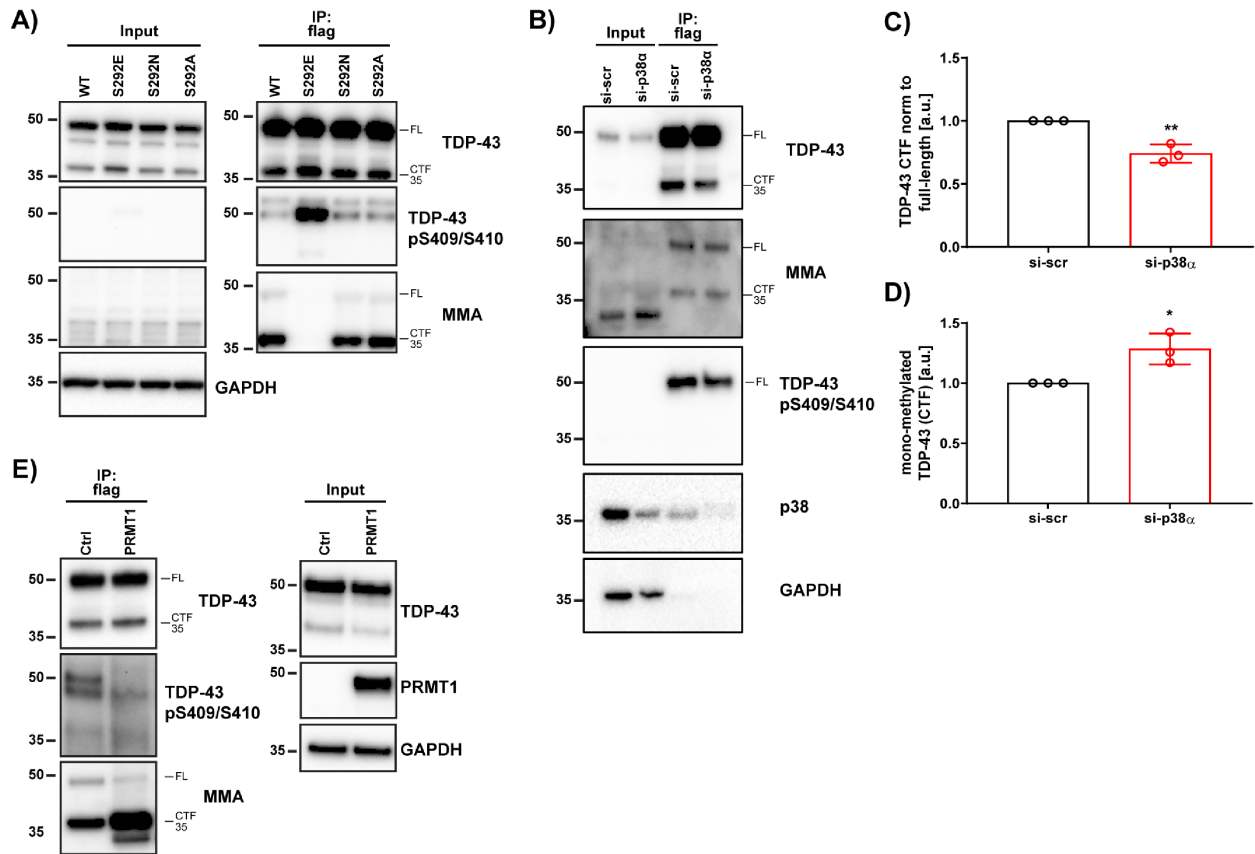 A)
Input
WT
S292E
S292N
S292A
50
35
50
50
35
35
GAPDH
IP:
flag
WT
S292E
S292N
S292A
50
35
FL
CTF
35
TDP-43
50
TDP-43
pS409/S410
50
35
FL
CTF
35
MMA
B)
Input
IP:
flag
si-scr
si-p38α
si-scr
si-p38α
50
35
FL
CTF
35
TDP-43
50
35
FL
CTF
35
MMA
50
35
FL
TDP-43
pS409/S410
35
p38
35
GAPDH
C)
TDP-43 CTF norm to
full-length [a.u.]
1.5
1.0
0.5
0.0
**
si-scr
si-p38α
D)
mono-methylated
TDP-43 (CTF) [a.u.]
1.5
1.0
0.5
0.0
*
si-scr
si-p38α
E)
IP:
flag
Ctrl
PRMT1
50
35
FL
CTF
35
TDP-43
50
35
TDP-43
pS409/S410
50
35
FL
CTF
35
MMA
Input
Ctrl
PRMT1
50
35
TDP-43
50
PRMT1
35
GAPDH